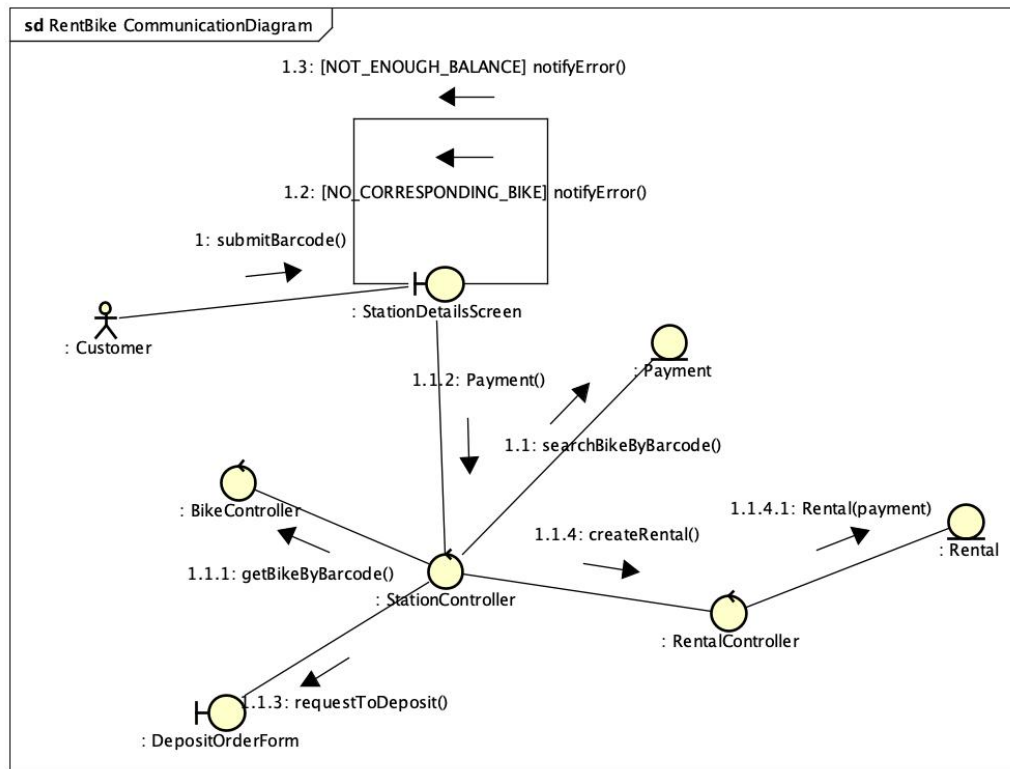 sd RentBike CommunicationDiagram
1.3: [NOT_ENOUGH_BALANCE] notifyError()
1.2: [NO_CORRESPONDING_BIKE] notifyError()
1: submitBarcode()
: StationDetailsScreen
: Customer
: Payment
1.1.2: Payment()
1.1: searchBikeByBarcode()
: BikeController
1.1.4.1: Rental(payment)
1.1.4: createRental()
: Rental
1.1.1: getBikeByBarcode()
: StationController
: RentalController
1.1.3: requestToDeposit()
: DepositOrderForm